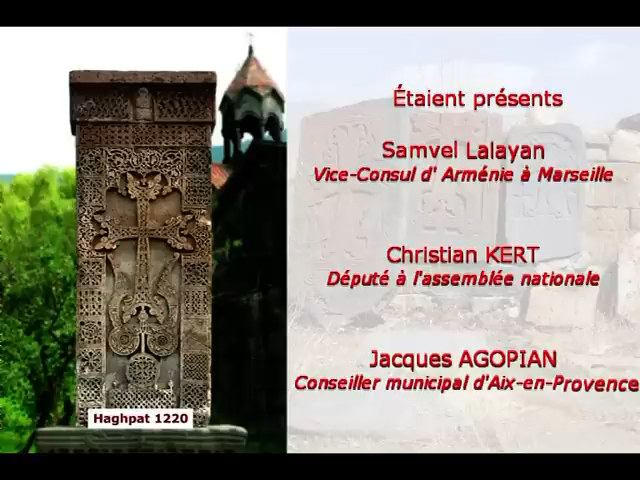 Étaient présents
Samvel Lalayan
Vice-Consul d' Arménie à Marseille
Christian KERT
Député à l'assemblée nationale
Jacques AGOPIAN
Conseiller municipal d'Aix-en-Provence
Haghpat 1220